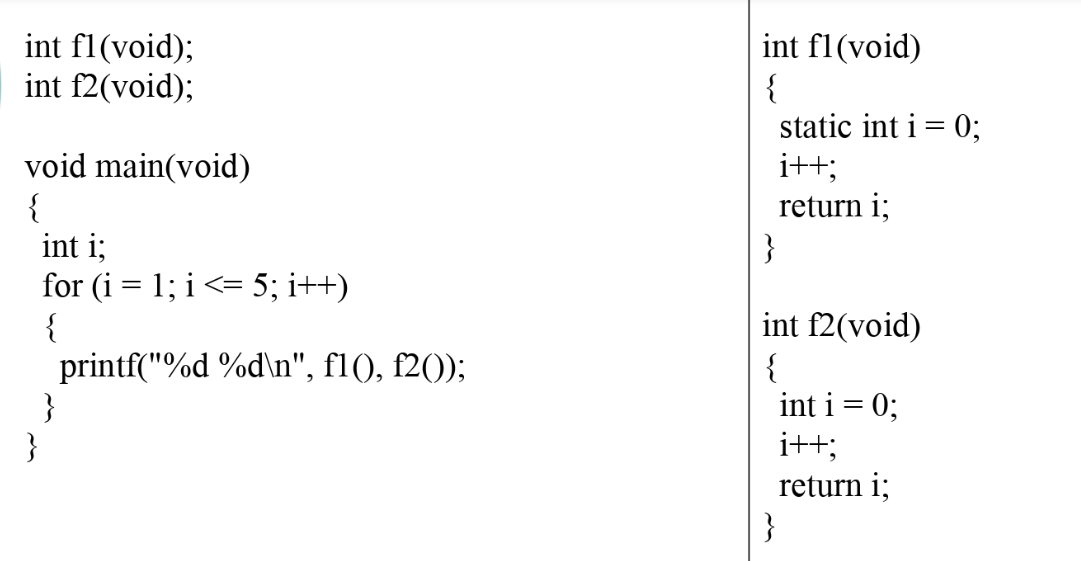 int f1(void);
int f2(void);
void main(void)
{
int i;
for (i = 1; i <= 5; i++)
{
printf("%d %d\n", f1(), f2());
}
}
int f1(void)
{
static int i = 0;
i++;
return i;
}
int f2(void)
{
int i = 0;
i++;
return i;
}